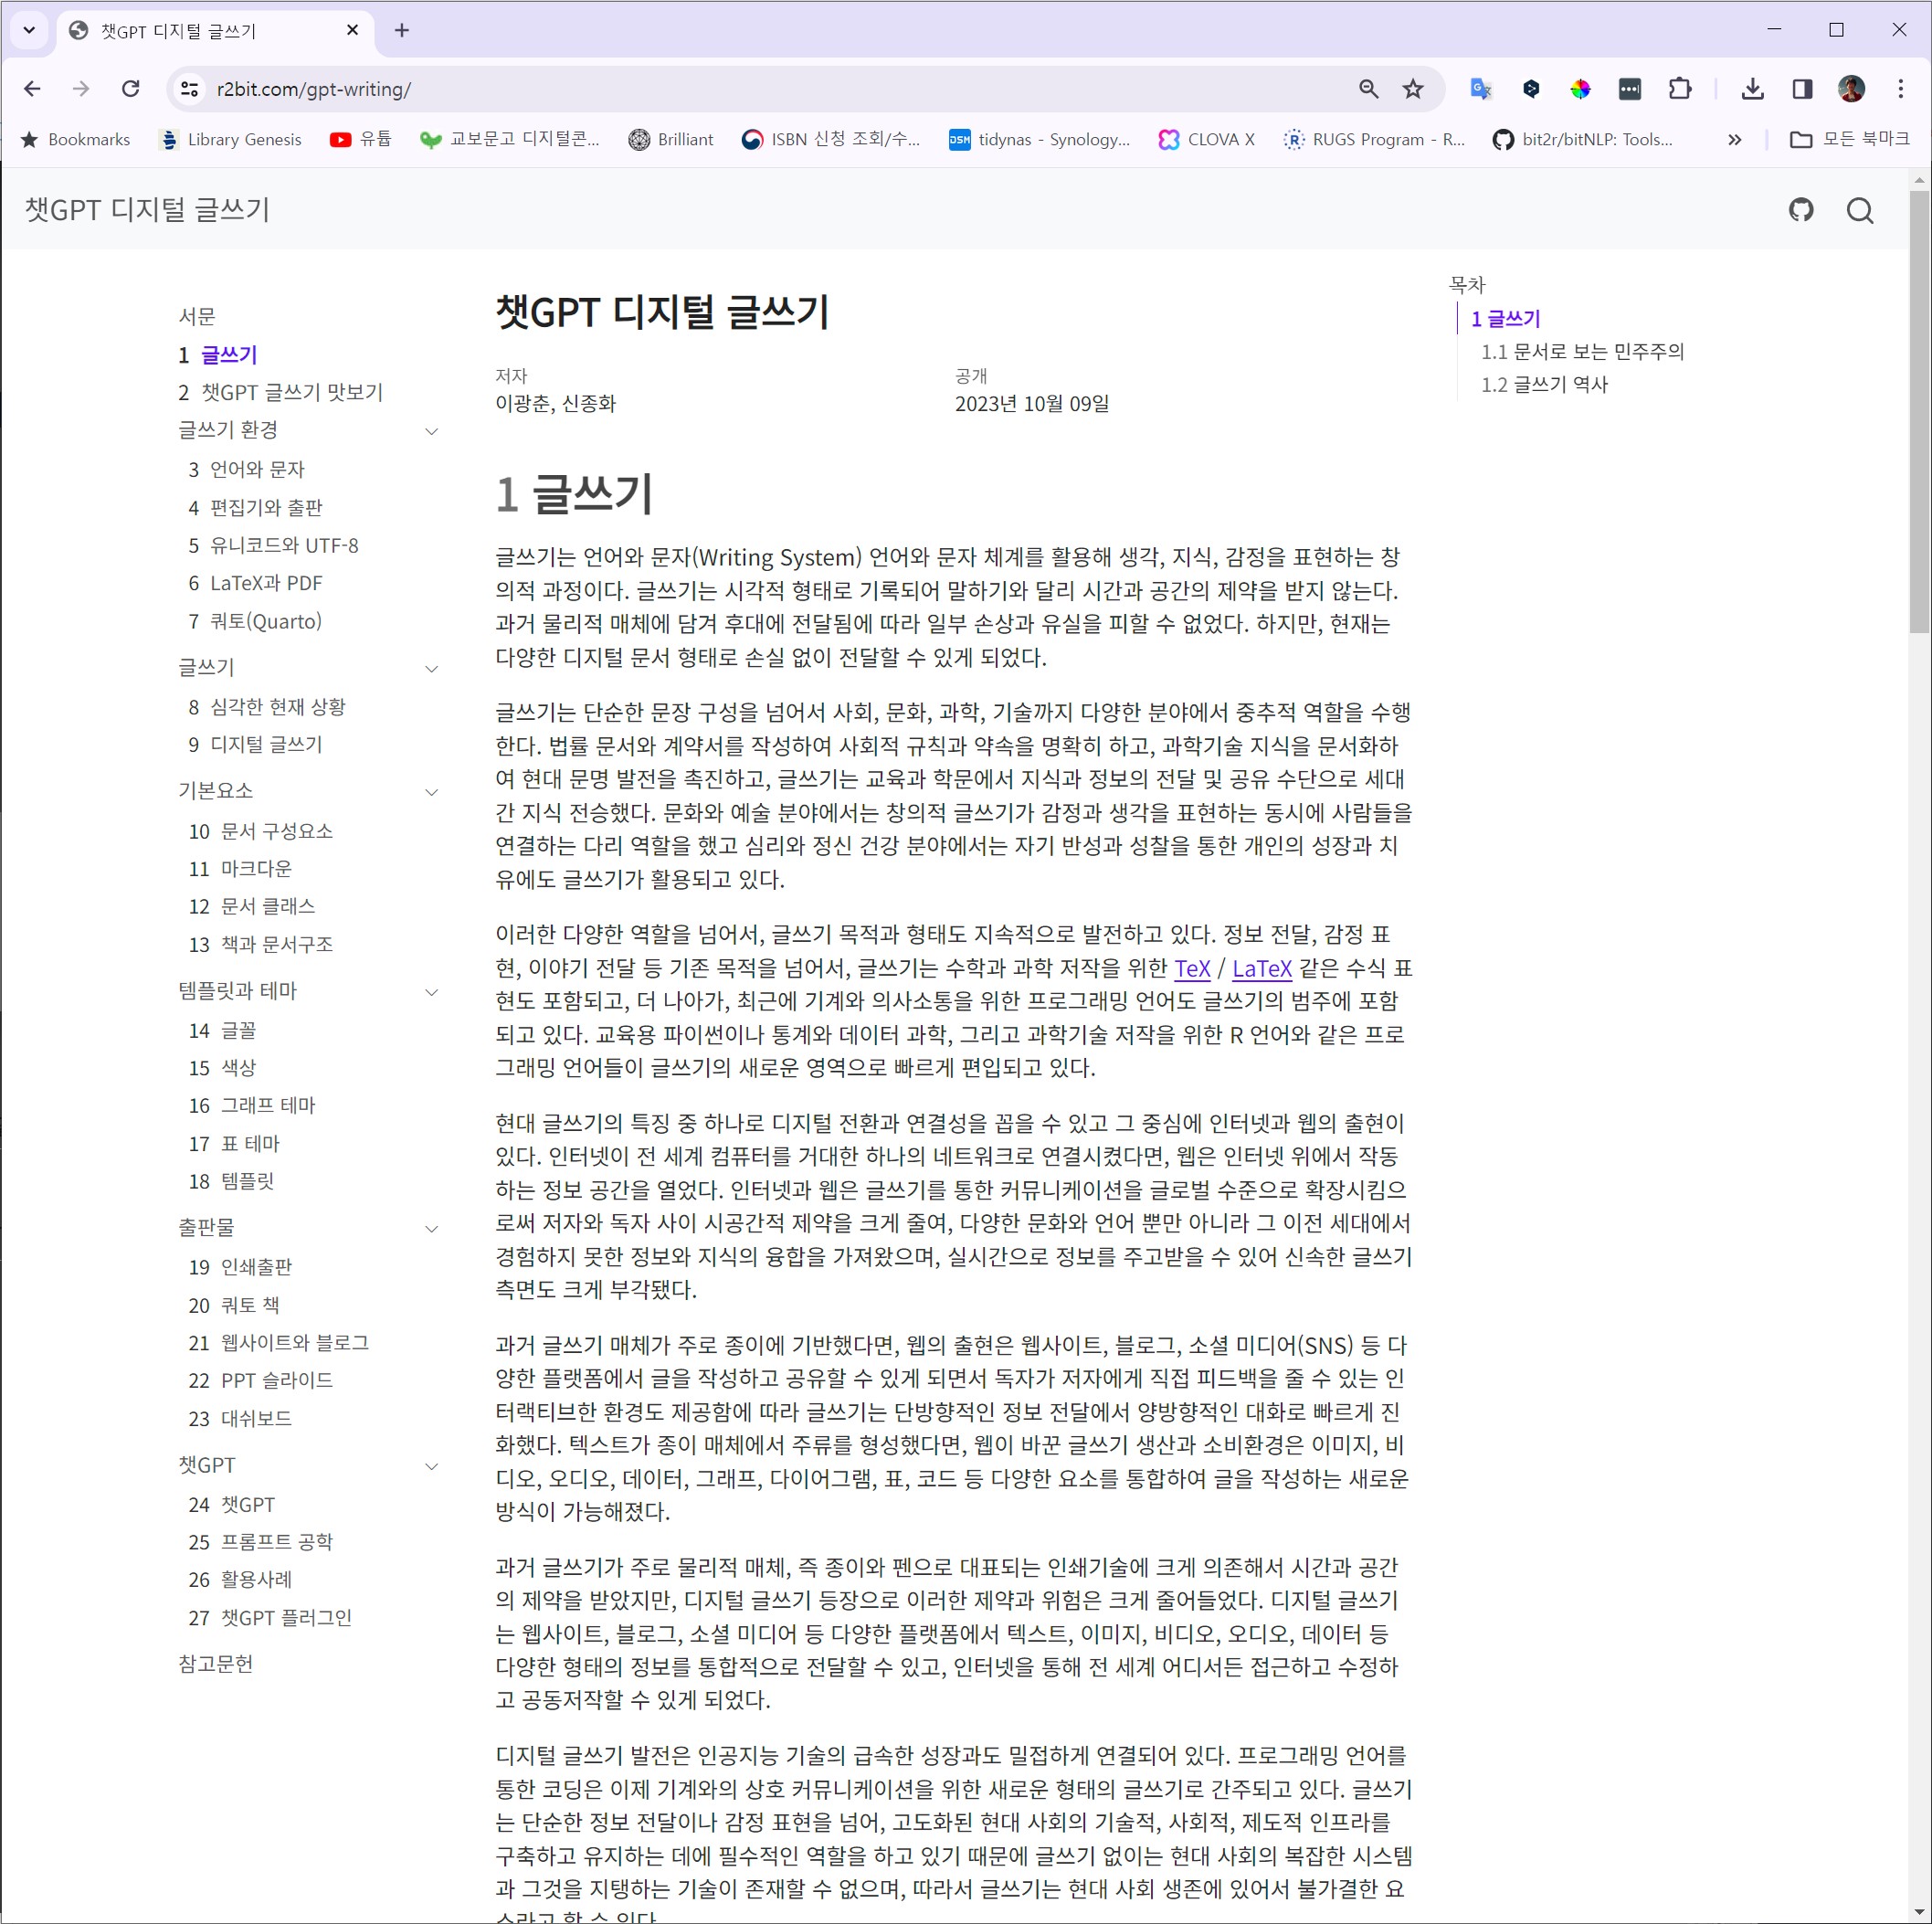 챗GPT 디지털 글쓰기
r2bit.com/gpt-writing/
Bookmarks
Library Genesis
유튭
교보문고 디지털콘...
Brilliant
ISBN 신청 조회/수...
DSM
tidynas - Synology...
CLOVA X
RUGS Program - R...
bit2r/bitNLP: Tools...
모든 북마크
챗GPT 디지털 글쓰기
서문
1 글쓰기
2 챗GPT 글쓰기 맛보기
글쓰기 환경
3 언어와 문자
4 편집기와 출판
5 유니코드와 UTF-8
6 LaTeX과 PDF
7 쿼토(Quarto)
글쓰기
8 심각한 현재 상황
9 디지털 글쓰기
기본요소
10 문서 구성요소
11 마크다운
12 문서 클래스
13 책과 문서구조
템플릿과 테마
14 글꼴
15 색상
16 그래프 테마
17 표 테마
18 템플릿
출판물
19 인쇄출판
20 쿼토 책
21 웹사이트와 블로그
22 PPT 슬라이드
23 대쉬보드
챗GPT
24 챗GPT
25 프롬프트 공학
26 활용사례
27 챗GPT 플러그인
참고문헌
챗GPT 디지털 글쓰기
저자
이광춘, 신종화
공개
2023년 10월 09일
1 글쓰기
글쓰기는 언어와 문자(Writing System) 언어와 문자 체계를 활용해 생각, 지식, 감정을 표현하는 창
의적 과정이다. 글쓰기는 시각적 형태로 기록되어 말하기와 달리 시간과 공간의 제약을 받지 않는다.
과거 물리적 매체에 담겨 후대에 전달됨에 따라 일부 손상과 유실을 피할 수 없었다. 하지만, 현재는
다양한 디지털 문서 형태로 손실 없이 전달할 수 있게 되었다.
글쓰기는 단순한 문장 구성을 넘어서 사회, 문화, 과학, 기술까지 다양한 분야에서 중추적 역할을 수행
한다. 법률 문서와 계약서를 작성하여 사회적 규칙과 약속을 명확히 하고, 과학기술 지식을 문서화하
여 현대 문명 발전을 촉진하고, 글쓰기는 교육과 학문에서 지식과 정보의 전달 및 공유 수단으로 세대
간 지식 전승했다. 문화와 예술 분야에서는 창의적 글쓰기가 감정과 생각을 표현하는 동시에 사람들을
연결하는 다리 역할을 했고 심리와 정신 건강 분야에서는 자기 반성과 성찰을 통한 개인의 성장과 치
유에도 글쓰기가 활용되고 있다.
이러한 다양한 역할을 넘어서, 글쓰기 목적과 형태도 지속적으로 발전하고 있다. 정보 전달, 감정 표
현, 이야기 전달 등 기존 목적을 넘어서, 글쓰기는 수학과 과학 저작을 위한 TeX / LaTeX 같은 수식 표
현도 포함되고, 더 나아가, 최근에 기계와 의사소통을 위한 프로그래밍 언어도 글쓰기의 범주에 포함
되고 있다. 교육용 파이썬이나 통계와 데이터 과학, 그리고 과학기술 저작을 위한 R 언어와 같은 프로
그래밍 언어들이 글쓰기의 새로운 영역으로 빠르게 편입되고 있다.
현대 글쓰기의 특징 중 하나로 디지털 전환과 연결성을 꼽을 수 있고 그 중심에 인터넷과 웹의 출현이
있다. 인터넷이 전 세계 컴퓨터를 거대한 하나의 네트워크로 연결시켰다면, 웹은 인터넷 위에서 작동
하는 정보 공간을 열었다. 인터넷과 웹은 글쓰기를 통한 커뮤니케이션을 글로벌 수준으로 확장시킴으
로써 저자와 독자 사이 시공간적 제약을 크게 줄여, 다양한 문화와 언어 뿐만 아니라 그 이전 세대에서
경험하지 못한 정보와 지식의 융합을 가져왔으며, 실시간으로 정보를 주고받을 수 있어 신속한 글쓰기
측면도 크게 부각됐다.
과거 글쓰기 매체가 주로 종이에 기반했다면, 웹의 출현은 웹사이트, 블로그, 소셜 미디어(SNS) 등 다
양한 플랫폼에서 글을 작성하고 공유할 수 있게 되면서 독자가 저자에게 직접 피드백을 줄 수 있는 인
터랙티브한 환경도 제공함에 따라 글쓰기는 단방향적인 정보 전달에서 양방향적인 대화로 빠르게 진
화했다. 텍스트가 종이 매체에서 주류를 형성했다면, 웹이 바꾼 글쓰기 생산과 소비환경은 이미지, 비
디오, 오디오, 데이터, 그래프, 다이어그램, 표, 코드 등 다양한 요소를 통합하여 글을 작성하는 새로운
방식이 가능해졌다.
과거 글쓰기가 주로 물리적 매체, 즉 종이와 펜으로 대표되는 인쇄기술에 크게 의존해서 시간과 공간
의 제약을 받았지만, 디지털 글쓰기 등장으로 이러한 제약과 위험은 크게 줄어들었다. 디지털 글쓰기
는 웹사이트, 블로그, 소셜 미디어 등 다양한 플랫폼에서 텍스트, 이미지, 비디오, 오디오, 데이터 등
다양한 형태의 정보를 통합적으로 전달할 수 있고, 인터넷을 통해 전 세계 어디서든 접근하고 수정하
고 공동저작할 수 있게 되었다.
디지털 글쓰기 발전은 인공지능 기술의 급속한 성장과도 밀접하게 연결되어 있다. 프로그래밍 언어를
통한 코딩은 이제 기계와의 상호 커뮤니케이션을 위한 새로운 형태의 글쓰기로 간주되고 있다. 글쓰기
는 단순한 정보 전달이나 감정 표현을 넘어, 고도화된 현대 사회의 기술적, 사회적, 제도적 인프라를
구축하고 유지하는 데에 필수적인 역할을 하고 있기 때문에 글쓰기 없이는 현대 사회의 복잡한 시스템
과 그것을 지탱하는 기술이 존재할 수 없으며, 따라서 글쓰기는 현대 사회 생존에 있어서 불가결한 요
소라고 할 수 있다
목차
1 글쓰기
1.1 문서로 보는 민주주의
1.2 글쓰기 역사